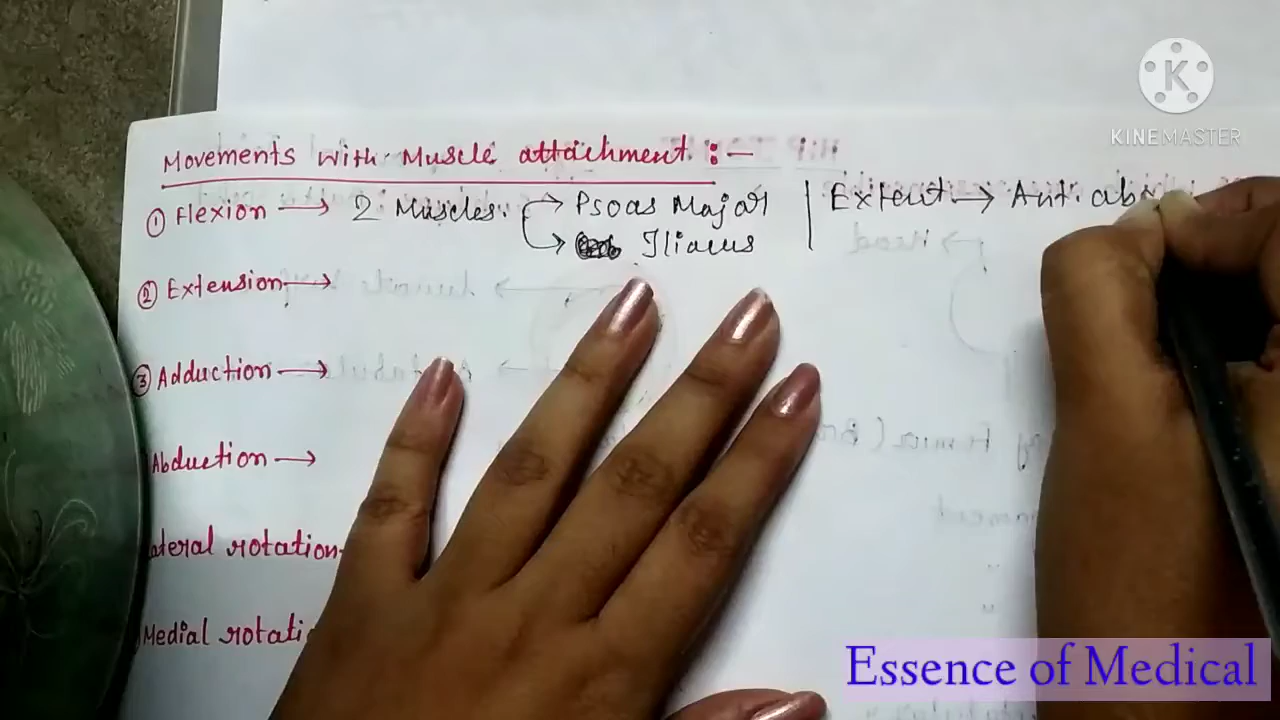 KINEMASTER
Movements with Muscle attachment :-
① Flexion → 2 Muscles. → Psoas Major | Extent → Ant. abd
→ Iliacus
② Extension →
③ Adduction →
Abduction →
ateral rotation
Medial rotati
Essence of Medical